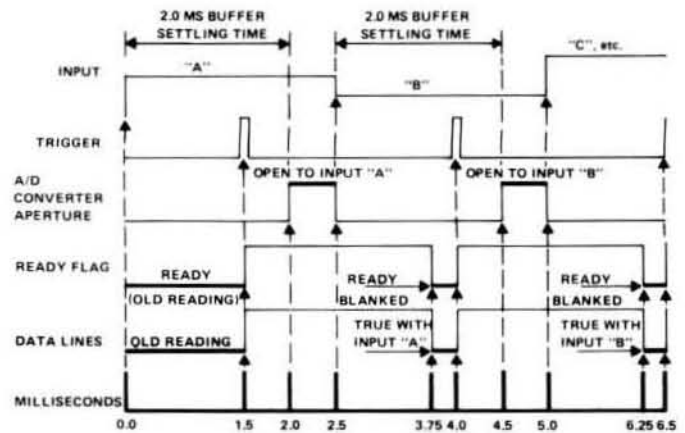 2.0 MS BUFFER SETTLING TIME
2.0 MS BUFFER SETTLING TIME
INPUT
"A"
"B"
"C", etc.
TRIGGER
A/D CONVERTER APERTURE
OPEN TO INPUT "A"
OPEN TO INPUT "B"
READY FLAG
READY
(OLD READING)
READY
BLANKED
READY
BLANKED
DATA LINES
OLD READING
TRUE WITH INPUT "A"
TRUE WITH INPUT "B"
MILLISECONDS
0.0 1.5 2.0 2.5 3.75 4.0 4.5 5.0 6.25 6.5